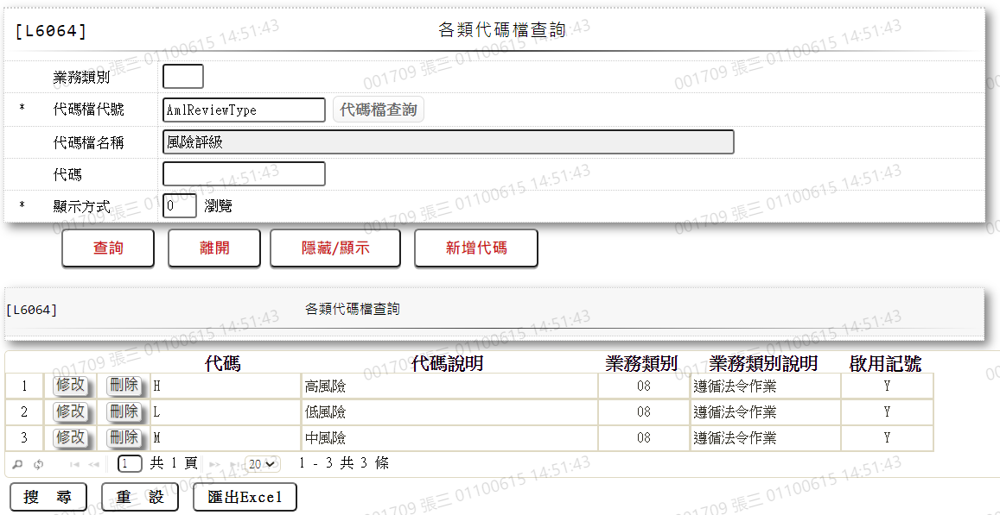 [L6064] 各類代碼檔查詢
業務類別
* 代碼檔代號 AmlReviewType 代碼檔查詢
代碼檔名稱 風險評級
代碼
* 顯示方式 0 瀏覽
查詢 離開 隱藏/顯示 新增代碼
[L6064] 各類代碼檔查詢
代碼 代碼說明 業務類別 業務類別說明 啟用記號
1 修改 刪除 H 高風險 08 遵循法令作業 Y
2 修改 刪除 L 低風險 08 遵循法令作業 Y
3 修改 刪除 M 中風險 08 遵循法令作業 Y
1 共 1 頁 20 1 - 3 共 3 條
搜 尋 重 設 匯出Excel
001709 張三 01100615 14:51:43